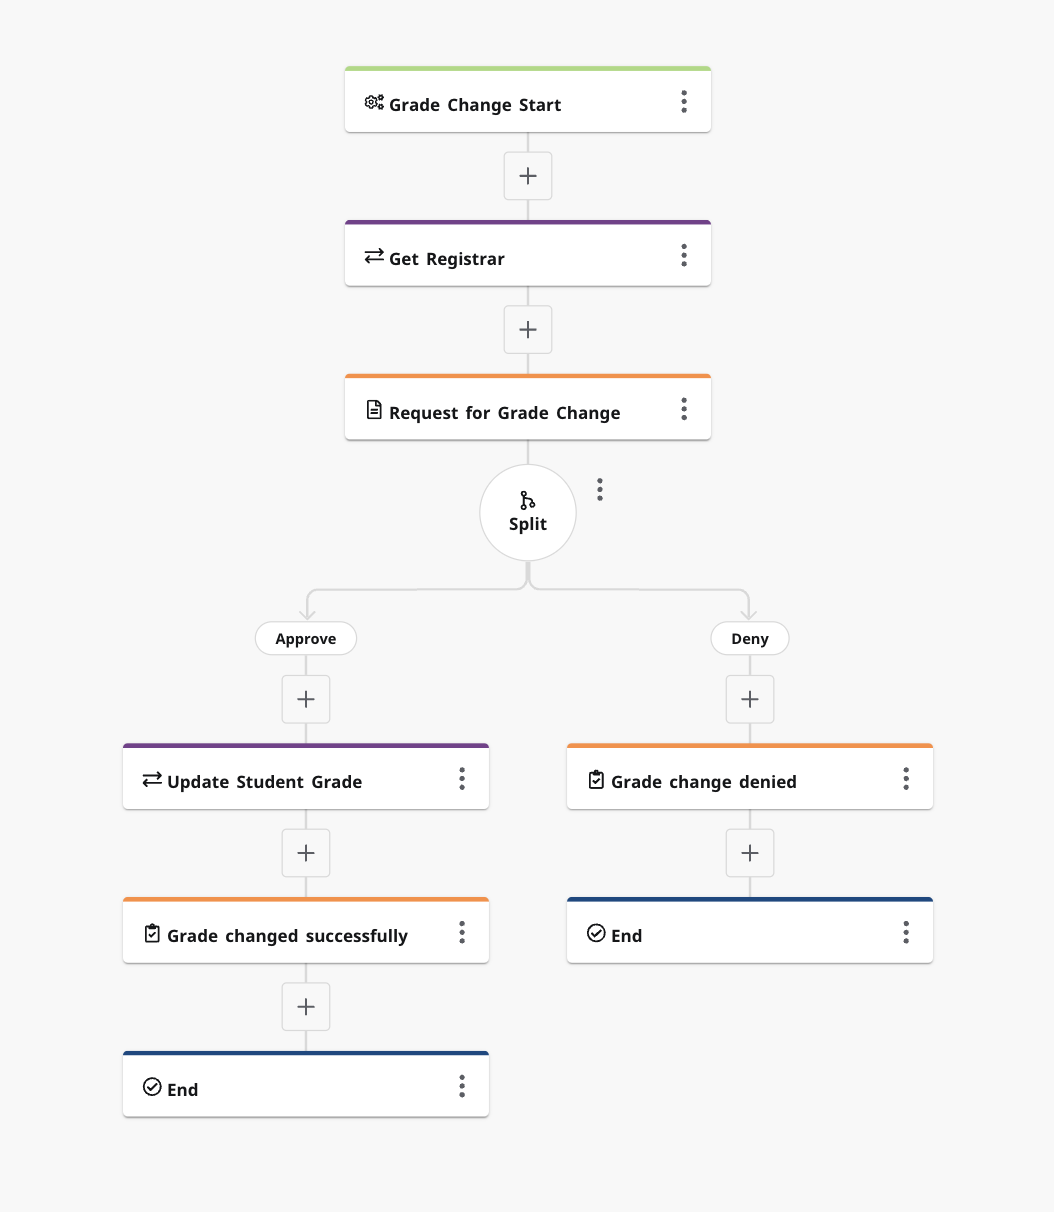 Grade Change Start
Get Registrar
Request for Grade Change
Split
Approve
Deny
Update Student Grade
Grade change denied
Grade changed successfully
End
End